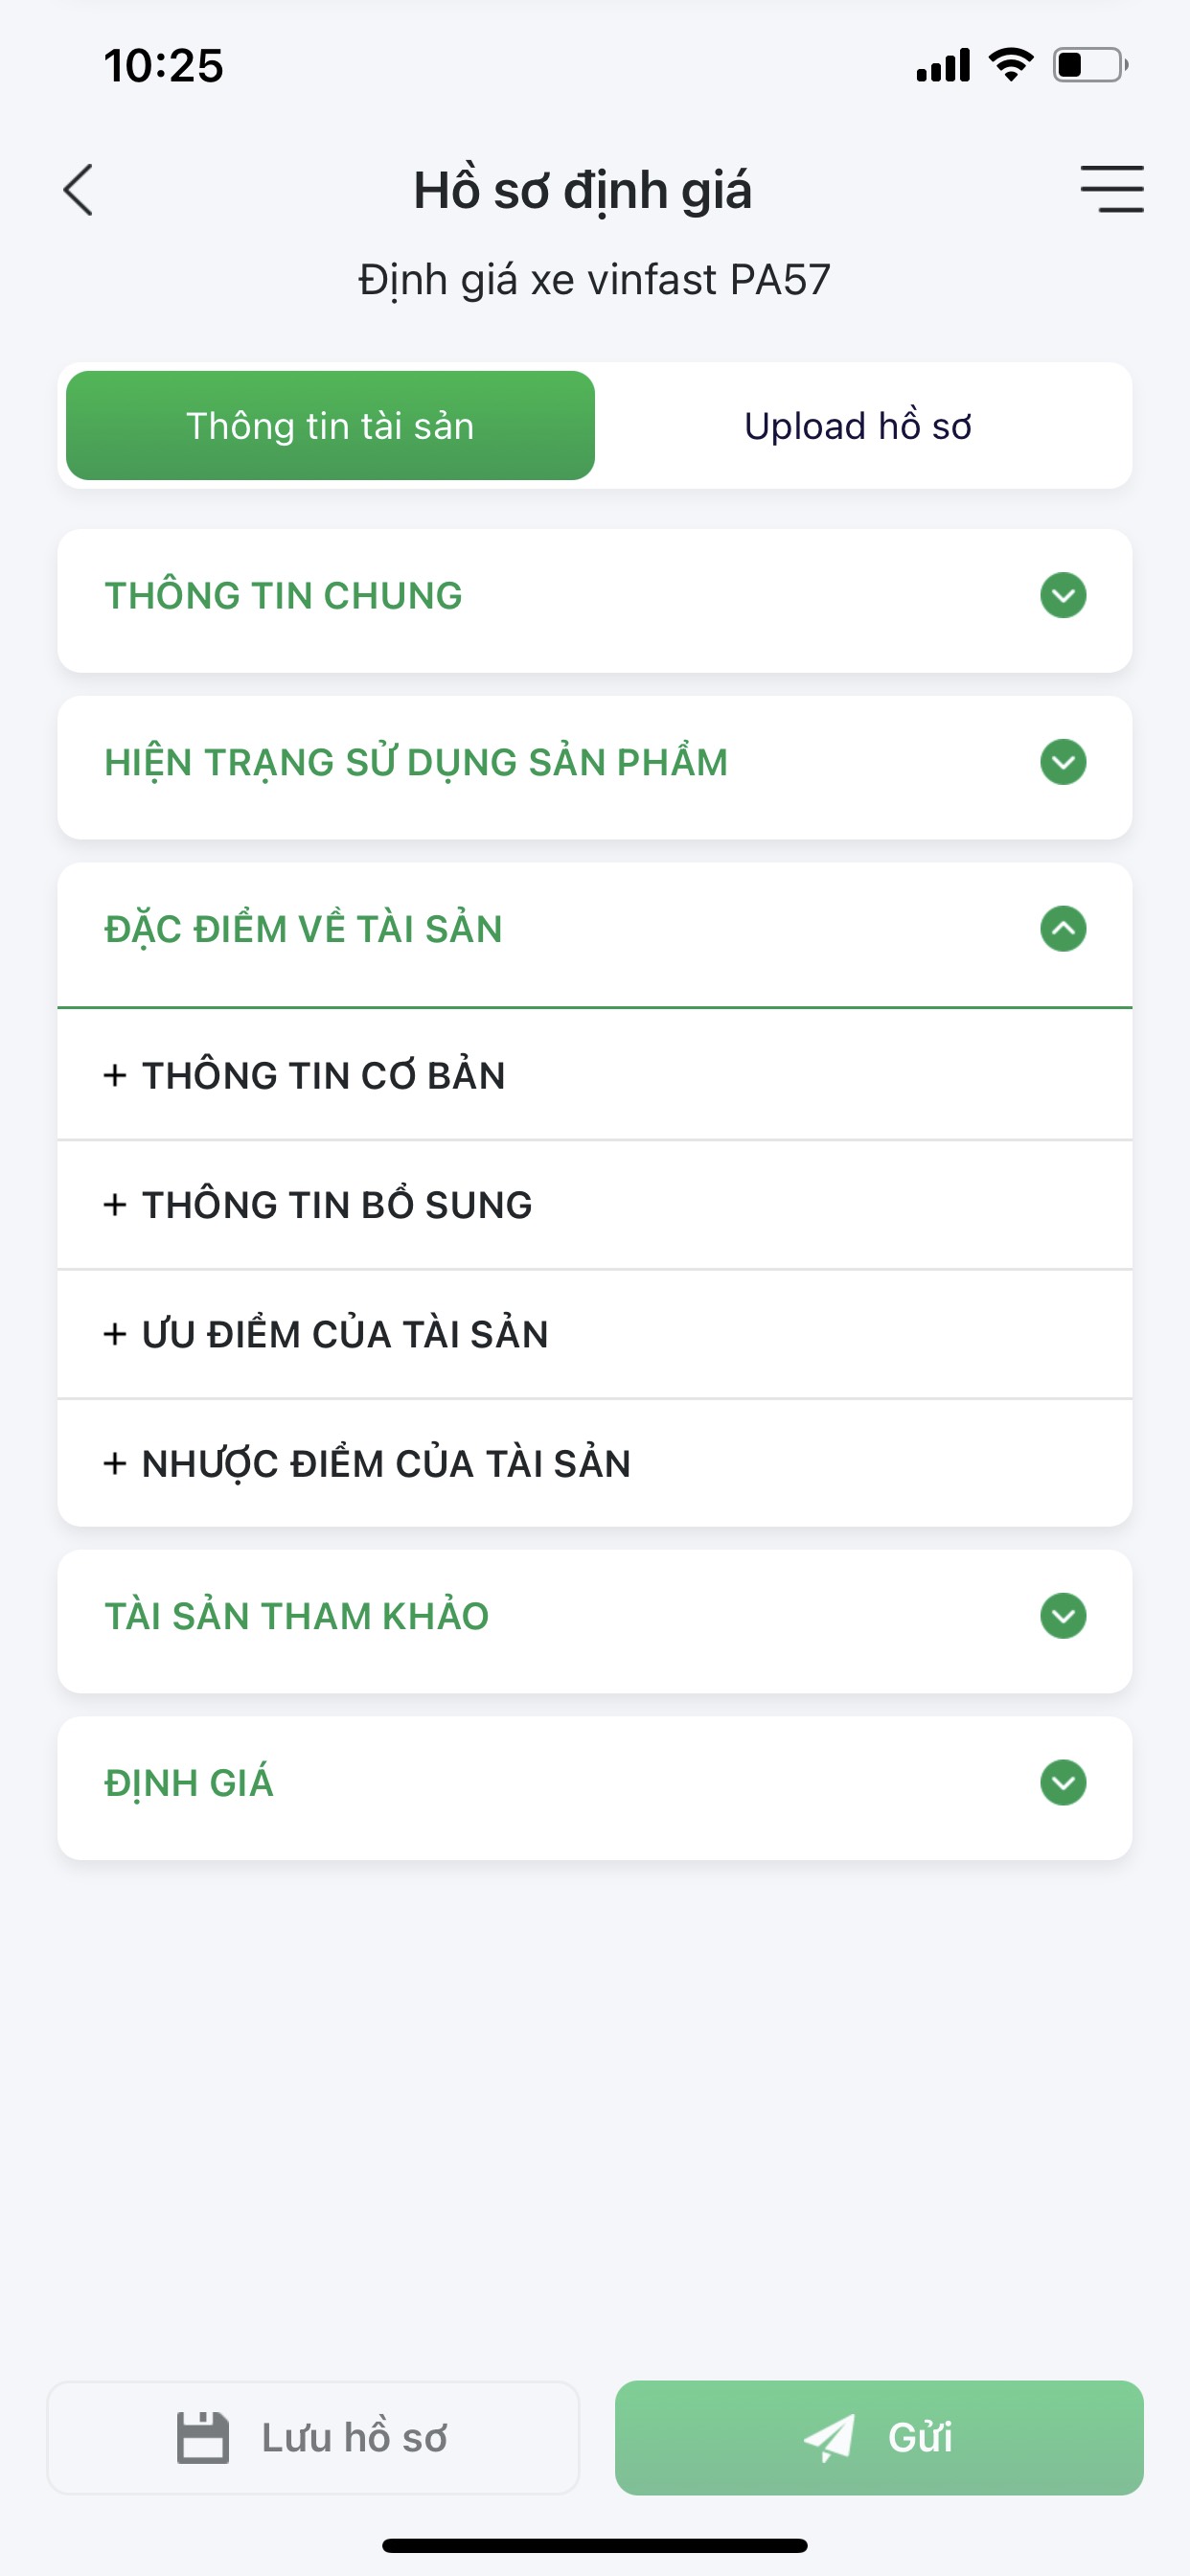 10:25
Hồ sơ định giá
Định giá xe vinfast PA57
Thông tin tài sản
Upload hồ sơ
THÔNG TIN CHUNG
HIỆN TRẠNG SỬ DỤNG SẢN PHẨM
ĐẶC ĐIỂM VỀ TÀI SẢN
+ THÔNG TIN CƠ BẢN
+ THÔNG TIN BỔ SUNG
+ ƯU ĐIỂM CỦA TÀI SẢN
+ NHƯỢC ĐIỂM CỦA TÀI SẢN
TÀI SẢN THAM KHẢO
ĐỊNH GIÁ
Lưu hồ sơ
Gửi